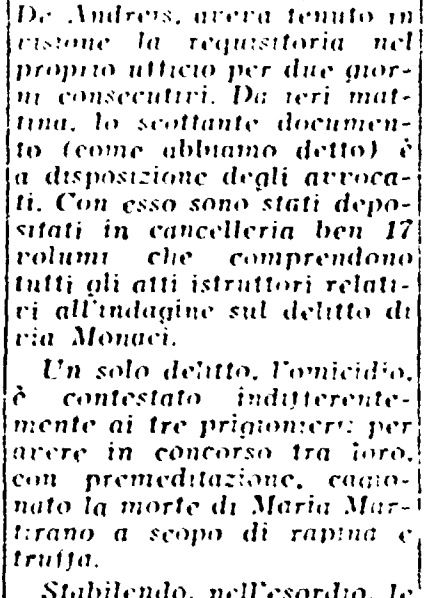 De Andreis, aveva tenuto in
visione la requisitoria nel
proprio ufficio per due gior-
ni consecutivi. Da ieri mat-
tina, lo scottante documen-
to (come abbiamo detto) è
a disposizione degli avvoca-
ti. Con esso sono stati depo-
sitati in cancelleria ben 17
volumi che comprendono
tutti gli atti istruttori relati-
vi all'indagine sul delitto di
via Monaci.
Un solo delitto, l'omicidio,
è contestato indifferente-
mente ai tre prigionieri: per
avere in concorso tra loro,
con premeditazione, cagio-
nato la morte di Maria Mar-
tirano a scopo di rapina e
truffa.
Stabilendo, nell'esordio, le